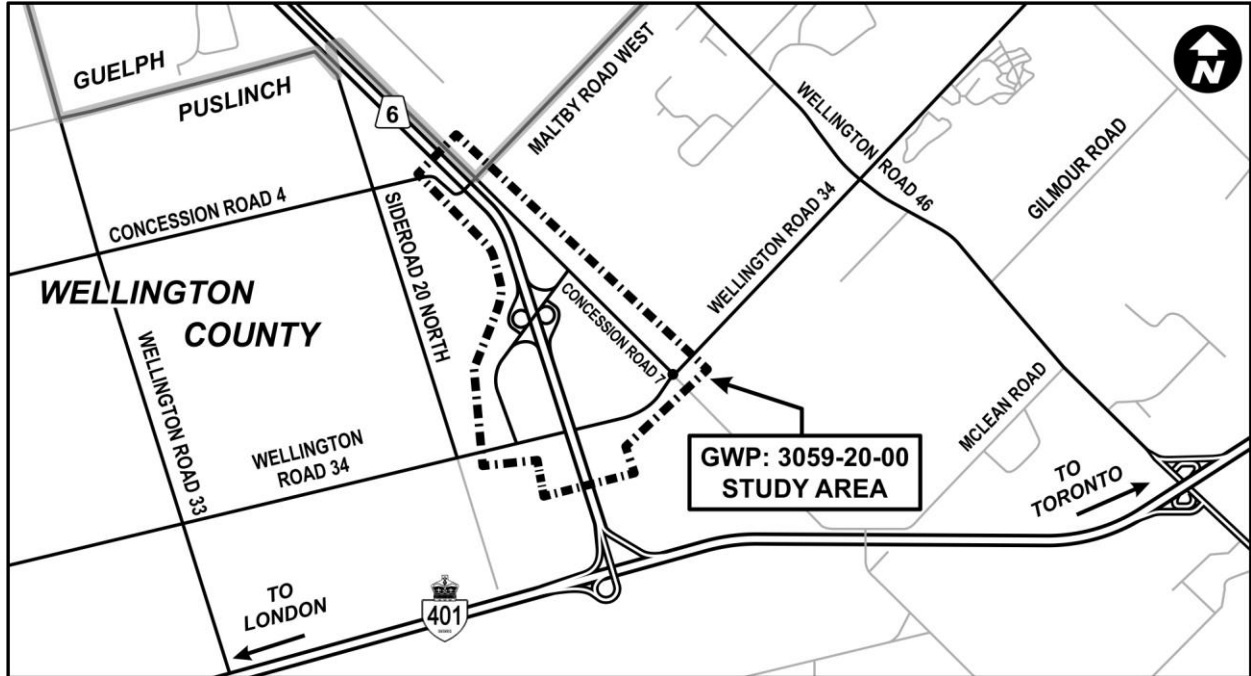 GUELPH
PUSLINCH
6
MALTBY ROAD WEST
N
WELLINGTON ROAD 46
GILMOUR ROAD
CONCESSION ROAD 4
SIDEROAD 20 NORTH
WELLINGTON ROAD 34
WELLINGTON
COUNTY
CONCESSION ROAD 7
WELLINGTON ROAD 33
WELLINGTON
ROAD 34
MCLEAN ROAD
GWP: 3059-20-00
STUDY AREA
TO
TORONTO
TO
LONDON
401